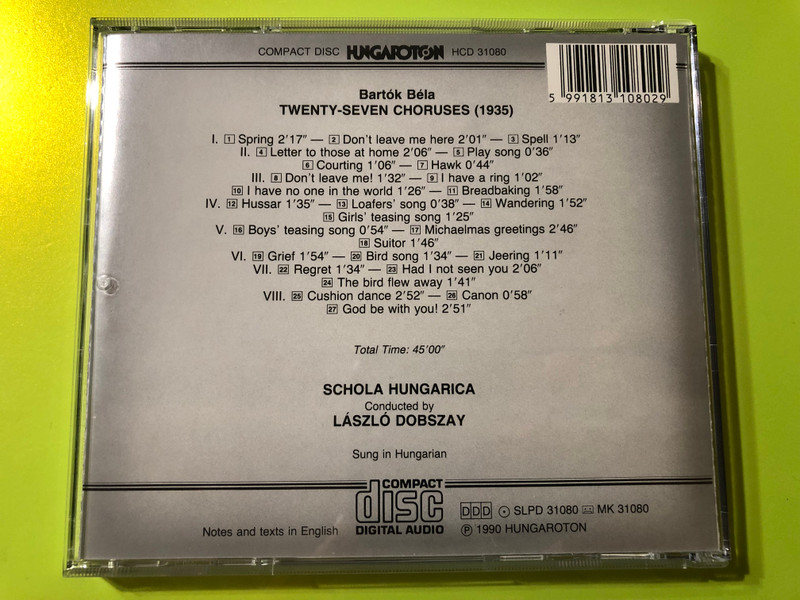 COMPACT DISC HUNGAROTON HCD 31080
5 991813 108029
Bartók Béla
TWENTY-SEVEN CHORUSES (1935)
I. 1 Spring 2’17” — 2 Don’t leave me here 2’01” — 3 Spell 1’13”
II. 4 Letter to those at home 2’06” — 5 Play song 0’36”
6 Courting 1’06” — 7 Hawk 0’44”
III. 8 Don’t leave me! 1’32” — 9 I have a ring 1’02”
10 I have no one in the world 1’26” — 11 Breadbaking 1’58”
IV. 12 Hussar 1’35” — 13 Loafers’ song 0’38” — 14 Wandering 1’52”
15 Girls’ teasing song 1’25”
V. 16 Boys’ teasing song 0’54” — 17 Michaelmas greetings 2’46”
18 Suitor 1’46”
VI. 19 Grief 1’54” — 20 Bird song 1’34” — 21 Jeering 1’11”
VII. 22 Regret 1’34” — 23 Had I not seen you 2’06”
24 The bird flew away 1’41”
VIII. 25 Cushion dance 2’52” — 26 Canon 0’58”
27 God be with you! 2’51”
Total Time: 45’00”
SCHOLA HUNGARICA
Conducted by
LÁSZLÓ DOBSZAY
Sung in Hungarian
COMPACT
disc
DIGITAL AUDIO
DDD SLPD 31080 MK 31080
Notes and texts in English
℗ 1990 HUNGAROTON